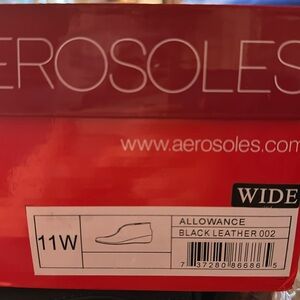 EROSOLES
www.aerosoles.com
WIDE
11W
ALLOWANCE
BLACK LEATHER 002
7 37280 86686 5